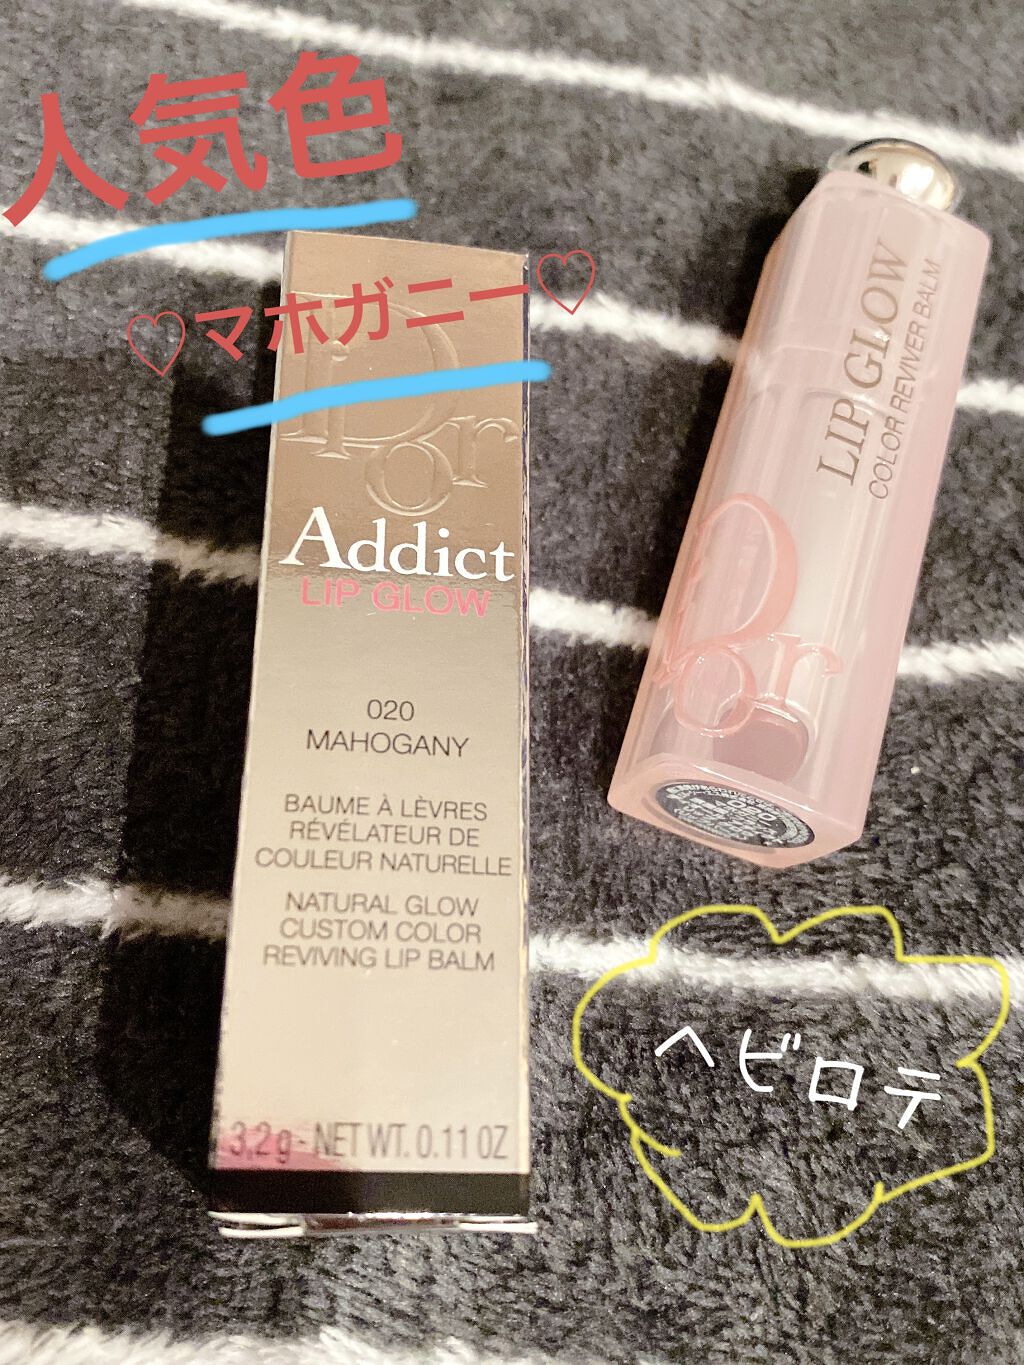 人気色
♡マホガニー♡
Dior
Addict
LIP GLOW
020
MAHOGANY
BAUME À LÈVRES
RÉVÉLATEUR DE
COULEUR NATURELLE
NATURAL GLOW
CUSTOM COLOR
REVIVING LIP BALM
3,2 g - NET WT. 0.11 OZ
LIP GLOW
COLOR REVIVER BALM
Dior
ヘビロテ